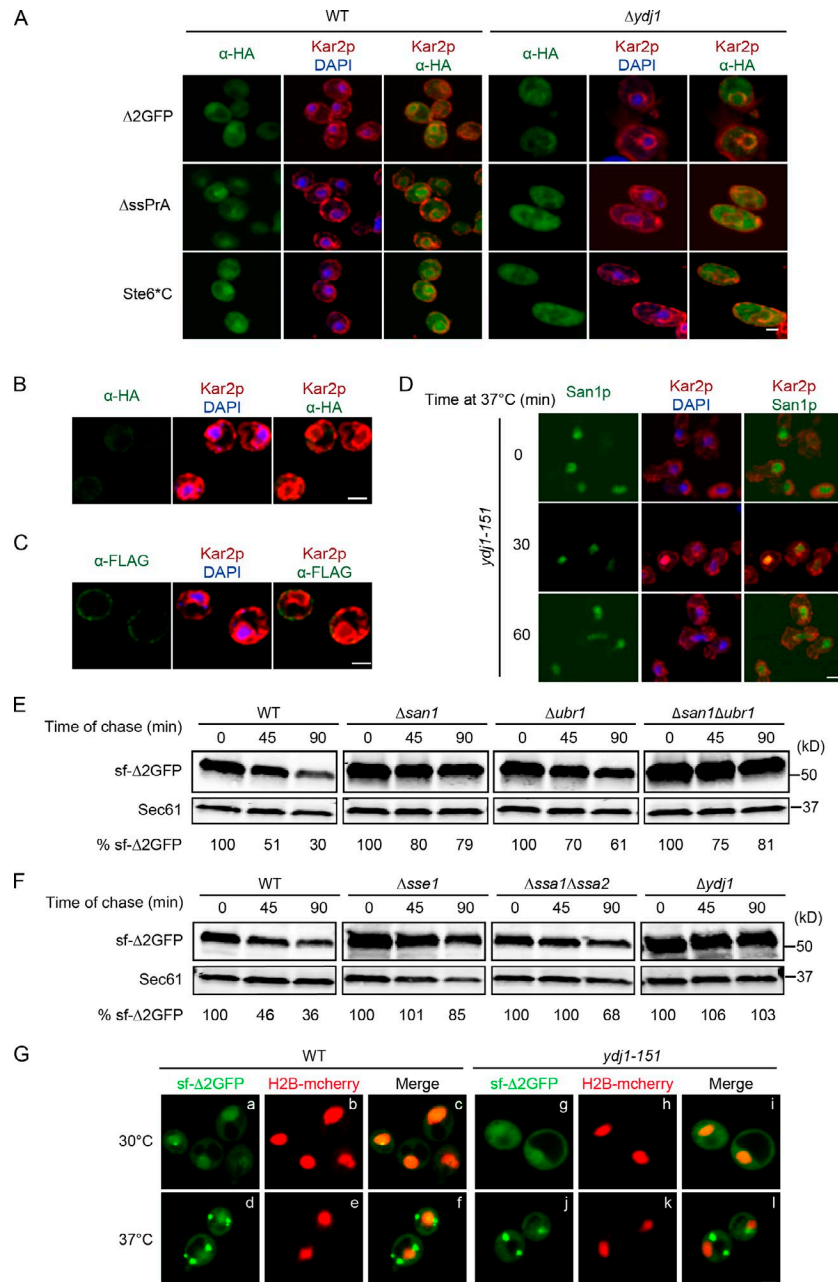 A
WT Δydj1
α-HA Kar2p DAPI Kar2p α-HA α-HA Kar2p DAPI Kar2p α-HA
Δ2GFP
ΔssPrA
Ste6*C
B
α-HA Kar2p DAPI Kar2p α-HA
C
α-FLAG Kar2p DAPI Kar2p α-FLAG
D
Time at 37°C (min) San1p Kar2p DAPI Kar2p San1p
ydj1-151
0
30
60
E
WT Δsan1 Δubr1 Δsan1Δubr1
Time of chase (min) 0 45 90 0 45 90 0 45 90 0 45 90 (kD)
sf-Δ2GFP 50
Sec61 37
% sf-Δ2GFP 100 51 30 100 80 79 100 70 61 100 75 81
F
WT Δsse1 Δssa1Δssa2 Δydj1
Time of chase (min) 0 45 90 0 45 90 0 45 90 0 45 90 (kD)
sf-Δ2GFP 50
Sec61 37
% sf-Δ2GFP 100 46 36 100 101 85 100 100 68 100 106 103
G
WT ydj1-151
sf-Δ2GFP H2B-mcherry Merge sf-Δ2GFP H2B-mcherry Merge
30°C a b c g h i
37°C d e f j k l